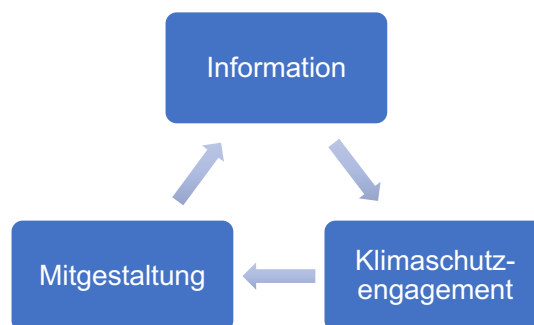 Information
Mitgestaltung
Klimaschutz-
engagement